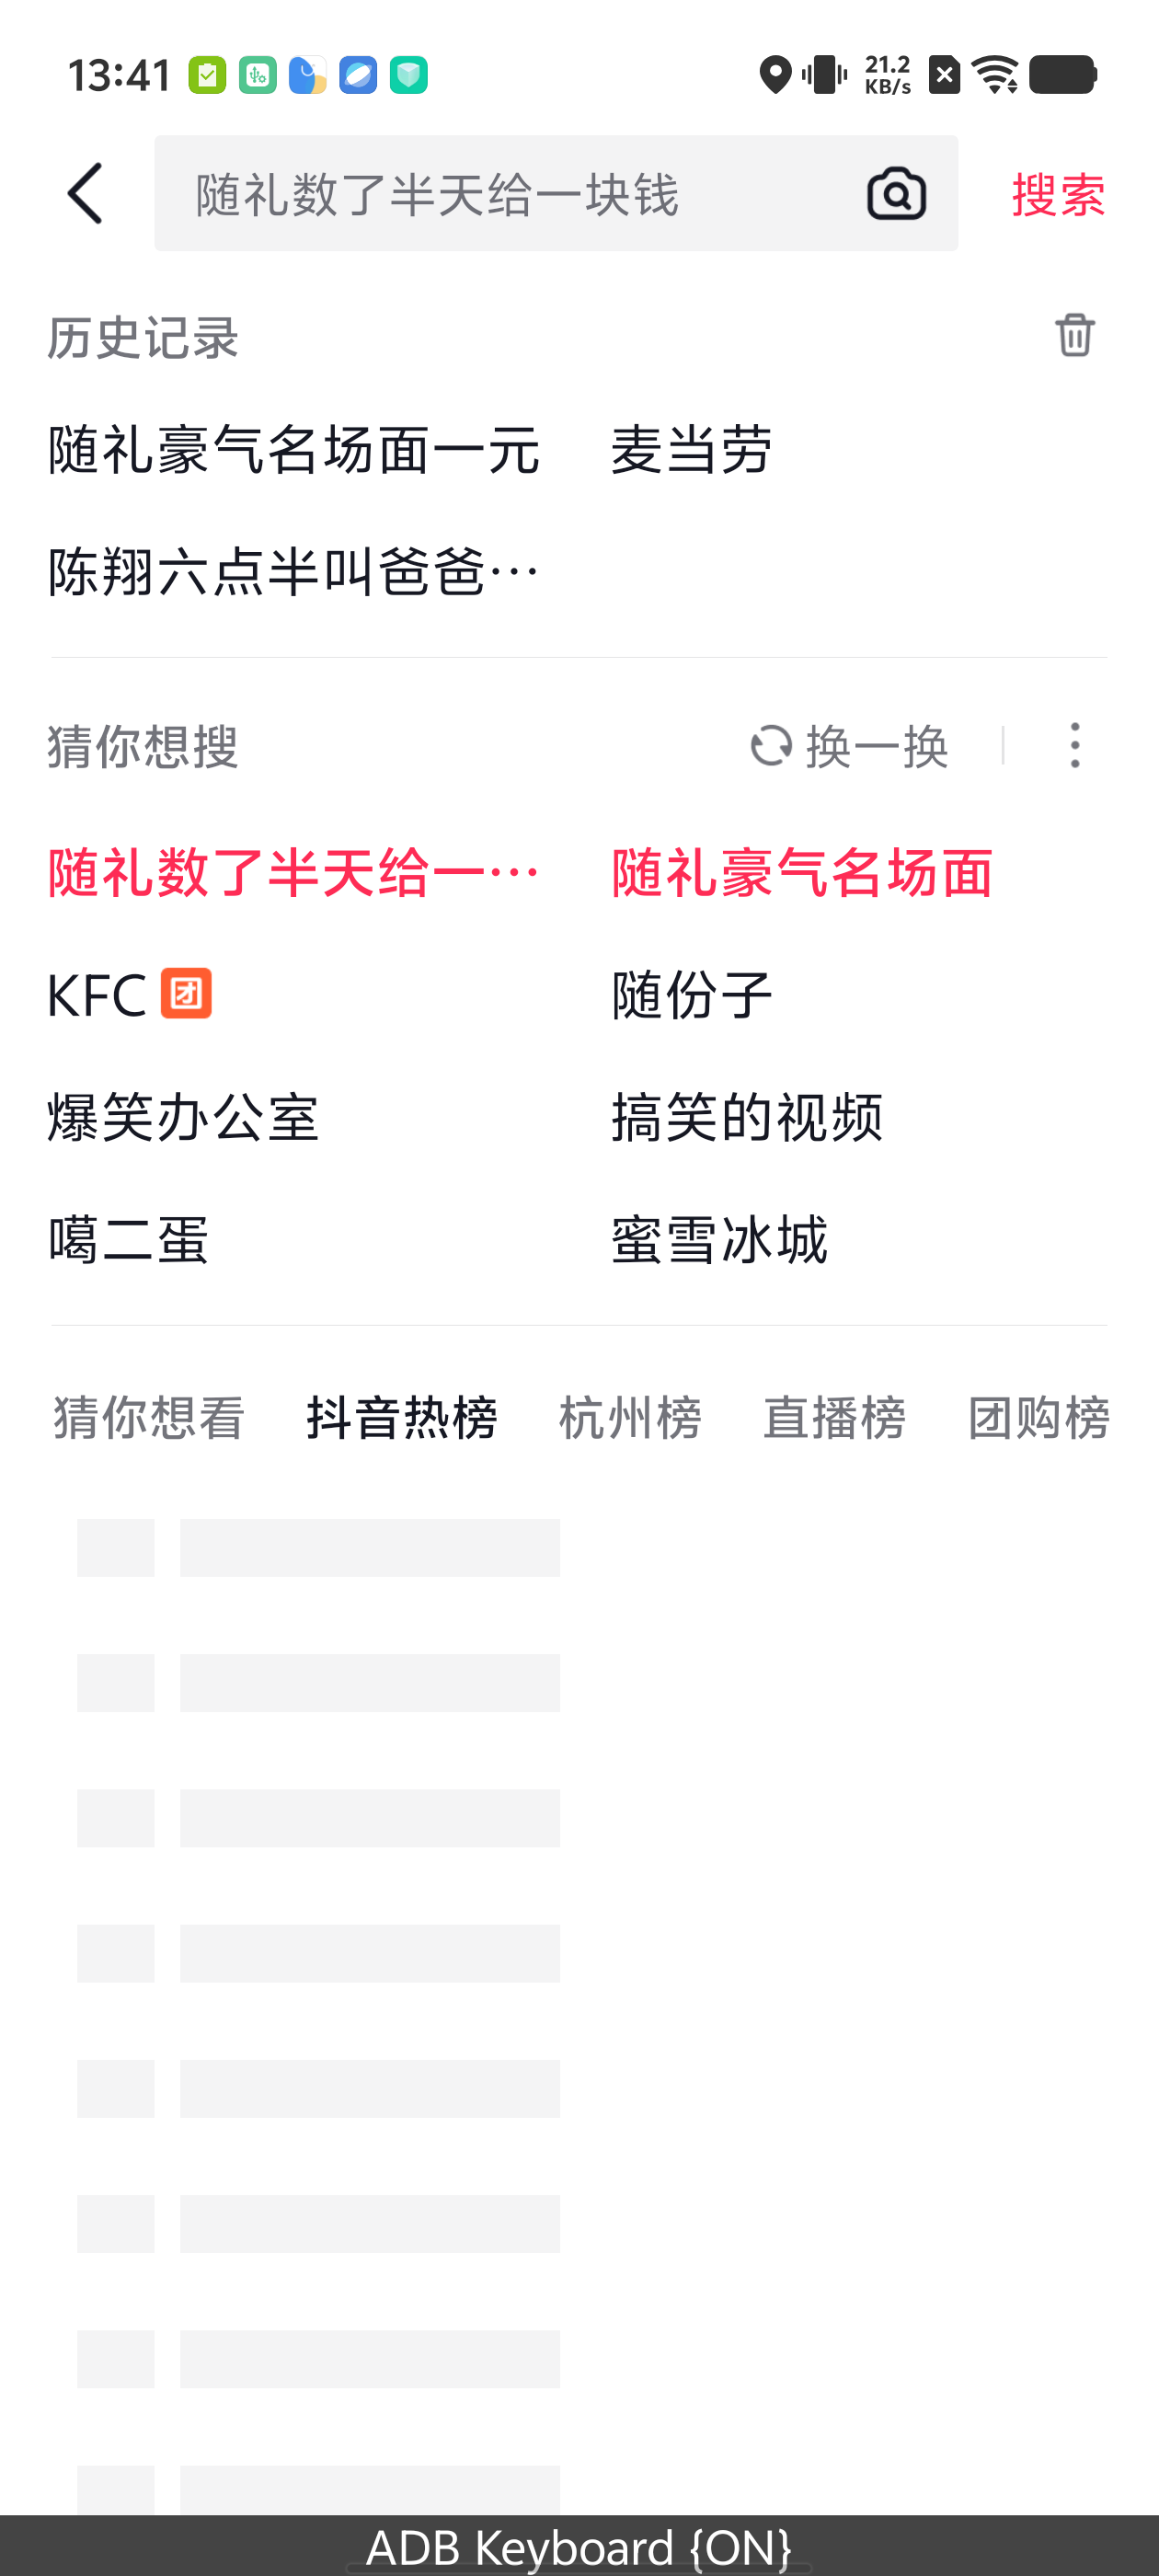 13:41
21.2
KB/s
随礼数了半天给一块钱
搜索
历史记录
随礼豪气名场面一元 麦当劳
陈翔六点半叫爸爸…
猜你想搜 换一换
随礼数了半天给一… 随礼豪气名场面
KFC 团 随份子
爆笑办公室 搞笑的视频
噶二蛋 蜜雪冰城
猜你想看 抖音热榜 杭州榜 直播榜 团购榜
ADB Keyboard {ON}